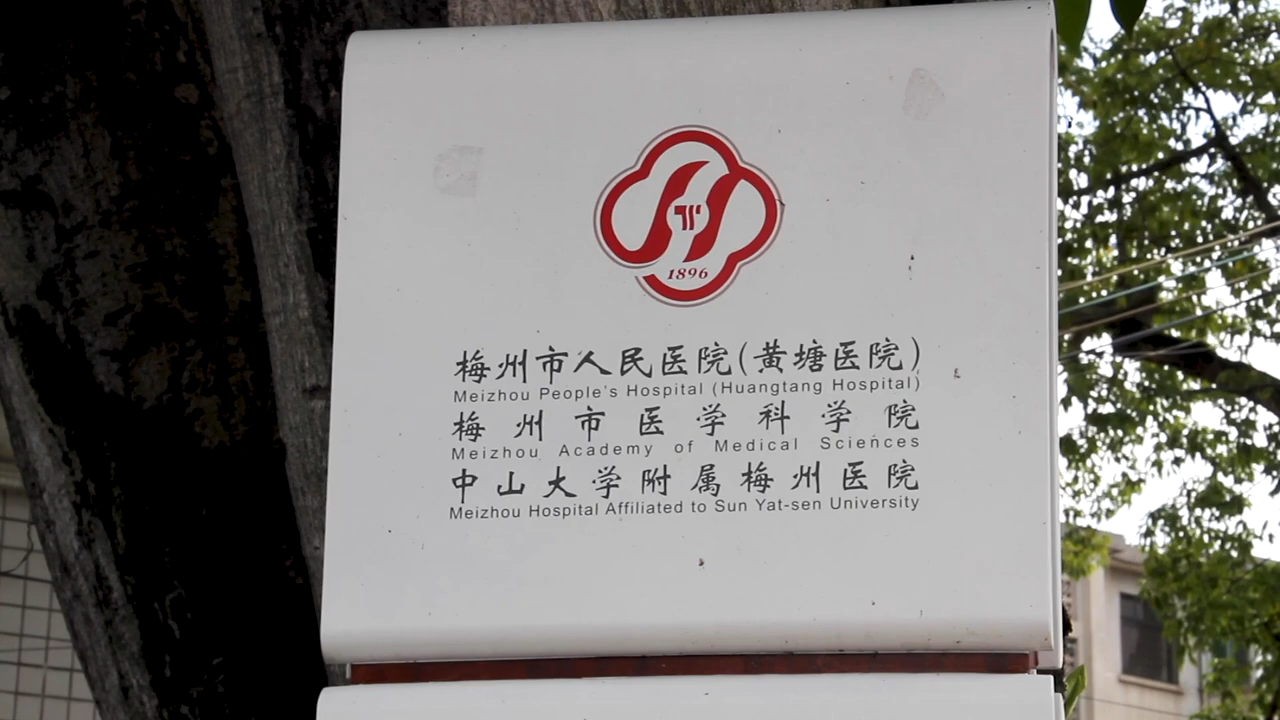 1896
梅州市人民医院(黄塘医院)
Meizhou People's Hospital (Huangtang Hospital)
梅州市医学科学院
Meizhou Academy of Medical Sciences
中山大学附属梅州医院
Meizhou Hospital Affiliated to Sun Yat-sen University